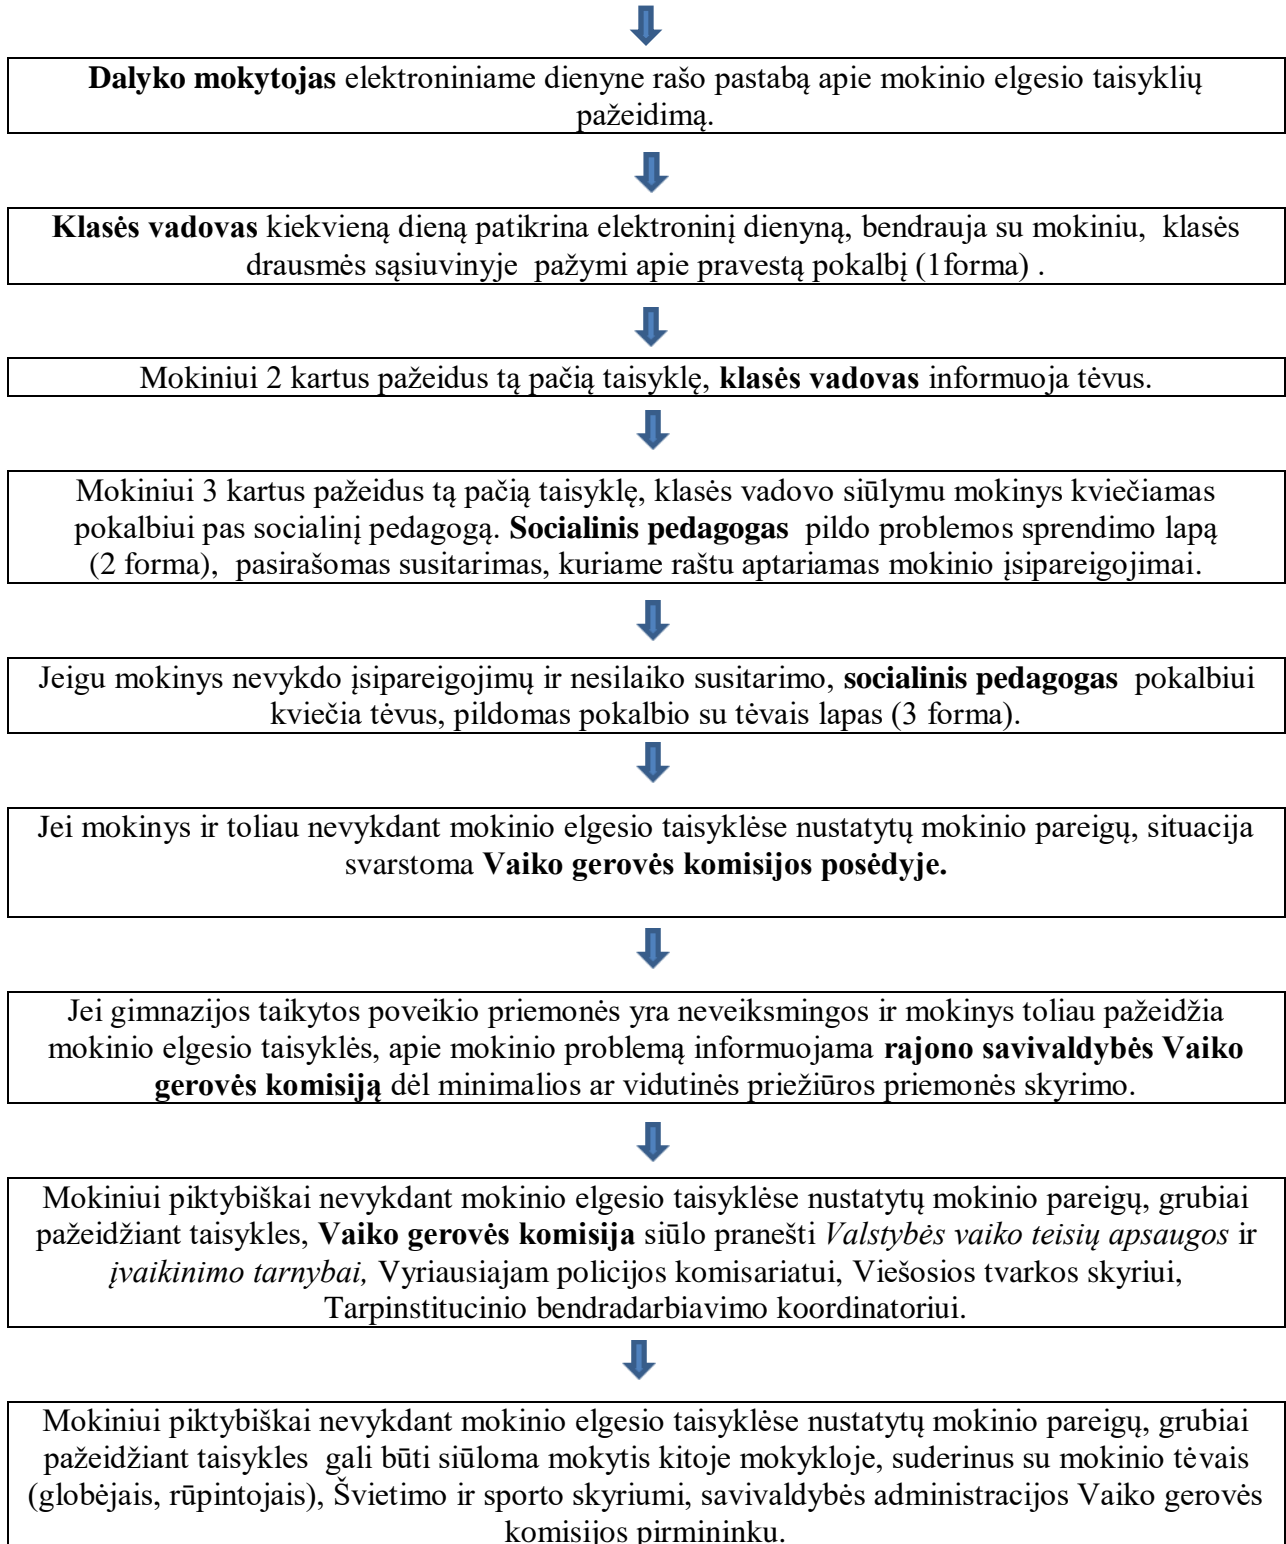 Dalyko mokytojas elektroniniame dienyne rašo pastabą apie mokinio elgesio taisyklių
pažeidimą.
Klasės vadovas kiekvieną dieną patikrina elektroninį dienyną, bendrauja su mokiniu, klasės
drausmės sąsiuvinyje pažymi apie pravestą pokalbį (1forma) .
Mokiniui 2 kartus pažeidus tą pačią taisyklę, klasės vadovas informuoja tėvus.
Mokiniui 3 kartus pažeidus tą pačią taisyklę, klasės vadovo siūlymu mokinys kviečiamas
pokalbiui pas socialinį pedagogą. Socialinis pedagogas pildo problemos sprendimo lapą
(2 forma), pasirašomas susitarimas, kuriame raštu aptariamas mokinio įsipareigojimai.
Jeigu mokinys nevykdo įsipareigojimų ir nesilaiko susitarimo, socialinis pedagogas pokalbiui
kviečia tėvus, pildomas pokalbio su tėvais lapas (3 forma).
Jei mokinys ir toliau nevykdant mokinio elgesio taisyklėse nustatytų mokinio pareigų, situacija
svarstoma Vaiko gerovės komisijos posėdyje.
Jei gimnazijos taikytos poveikio priemonės yra neveiksmingos ir mokinys toliau pažeidžia
mokinio elgesio taisyklės, apie mokinio problemą informuojama rajono savivaldybės Vaiko
gerovės komisiją dėl minimalios ar vidutinės priežiūros priemonės skyrimo.
Mokiniui piktybiškai nevykdant mokinio elgesio taisyklėse nustatytų mokinio pareigų, grubiai
pažeidžiant taisykles, Vaiko gerovės komisija siūlo pranešti Valstybės vaiko teisių apsaugos ir
įvaikinimo tarnybai, Vyriausiajam policijos komisariatui, Viešosios tvarkos skyriui,
Tarpinstitucinio bendradarbiavimo koordinatoriui.
Mokiniui piktybiškai nevykdant mokinio elgesio taisyklėse nustatytų mokinio pareigų, grubiai
pažeidžiant taisykles gali būti siūloma mokytis kitoje mokykloje, suderinus su mokinio tėvais
(globėjais, rūpintojais), Švietimo ir sporto skyriumi, savivaldybės administracijos Vaiko gerovės
komisijos pirmininku.